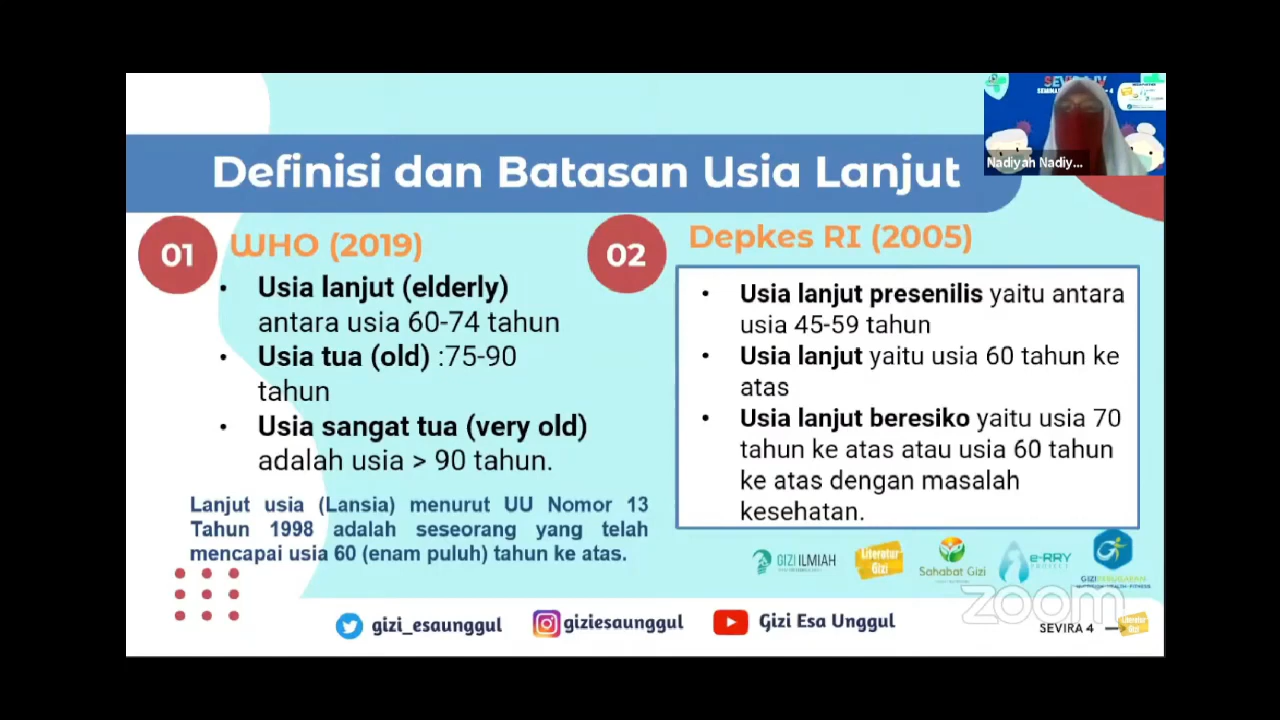 Definisi dan Batasan Usia Lanjut
Nadiyah Nadiy...
01
WHO (2019)
• Usia lanjut (elderly)
antara usia 60-74 tahun
• Usia tua (old) :75-90
tahun
• Usia sangat tua (very old)
adalah usia > 90 tahun.
Lanjut usia (Lansia) menurut UU Nomor 13
Tahun 1998 adalah seseorang yang telah
mencapai usia 60 (enam puluh) tahun ke atas.
02
Depkes RI (2005)
• Usia lanjut presenilis yaitu antara
usia 45-59 tahun
• Usia lanjut yaitu usia 60 tahun ke
atas
• Usia lanjut beresiko yaitu usia 70
tahun ke atas atau usia 60 tahun
ke atas dengan masalah
kesehatan.
GIZI ILMIAH
Literatur
Gizi
Sahabat Gizi
e-RRY
PROJECT
zoom
gizi_esaunggul
giziesaunggul
Gizi Esa Unggul
SEVIRA 4